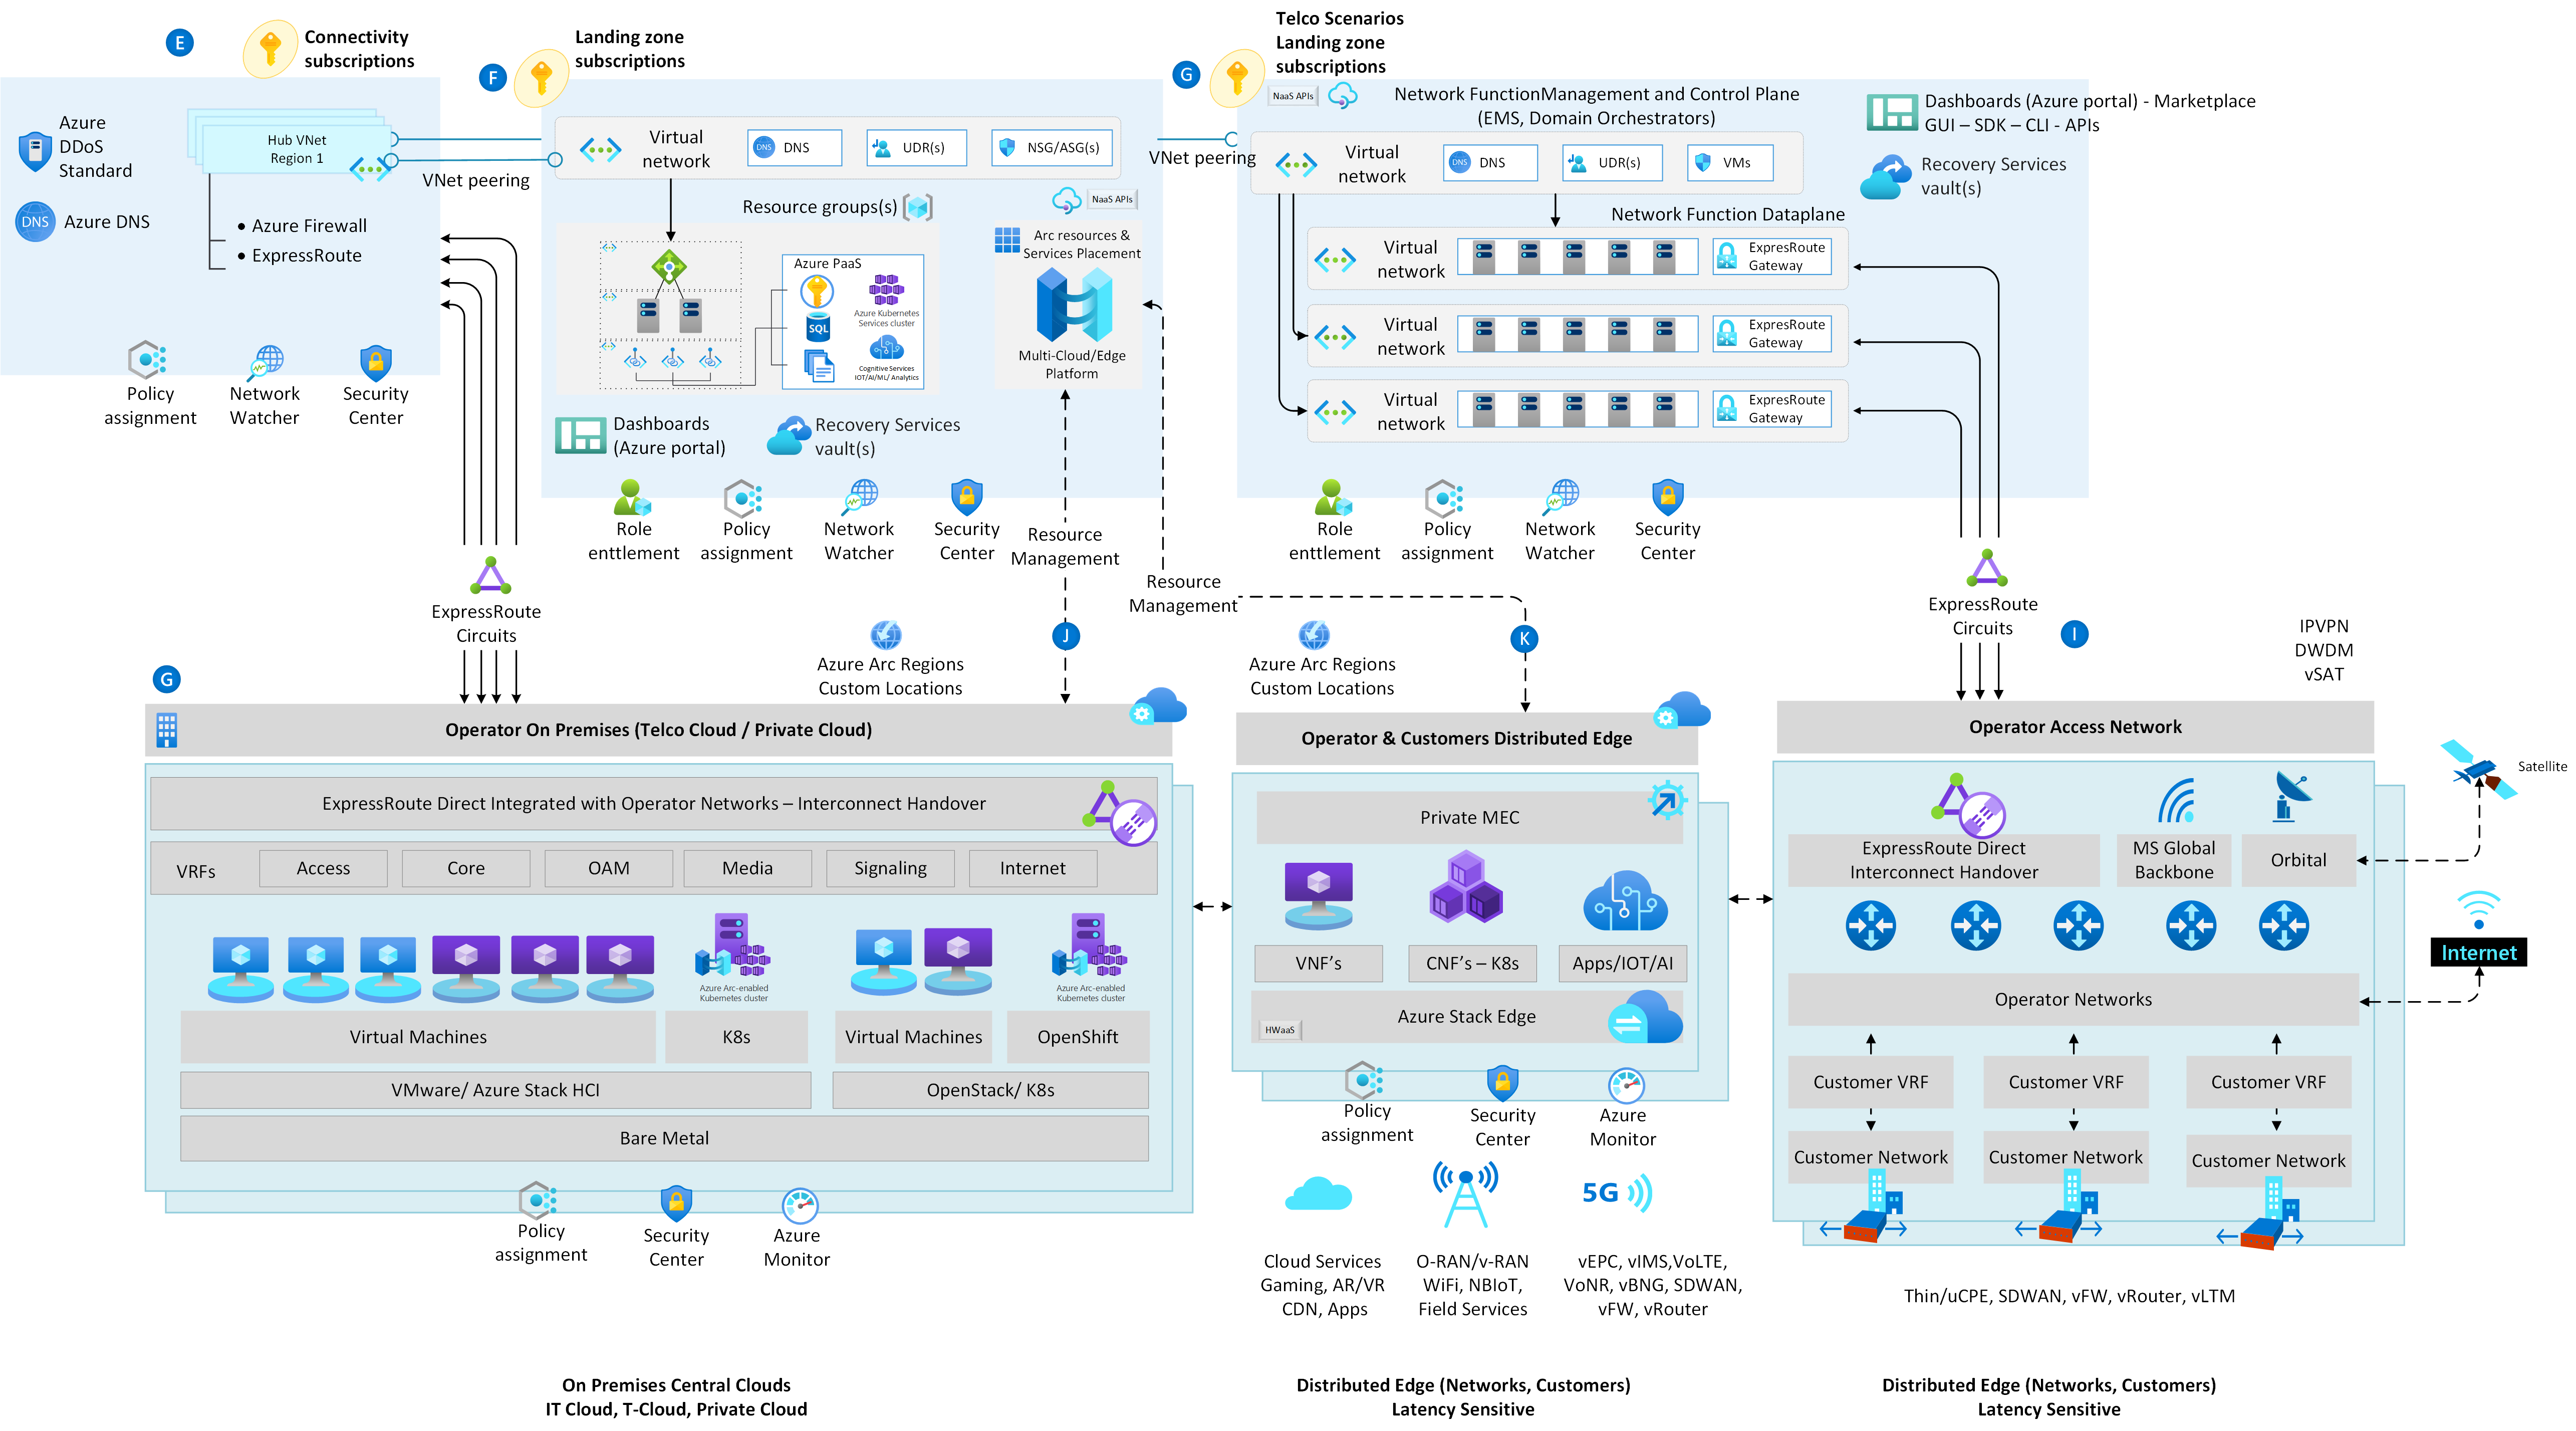 E
Connectivity
subscriptions
Azure
DDoS
Standard
DNS
Azure DNS
Hub VNet
Region 1
• Azure Firewall
• ExpressRoute
VNet peering
Policy
assignment
Network
Watcher
Security
Center
F
Landing zone
subscriptions
Virtual
network
DNS
DNS
UDR(s)
NSG/ASG(s)
Resource groups(s)
NaaS APIs
Azure PaaS
SQL
Azure Kubernetes
Services cluster
Cognitive Services
IOT/AI/ML/ Analytics
Arc resources &
Services Placement
Multi-Cloud/Edge
Platform
Dashboards
(Azure portal)
Recovery Services
vault(s)
Role
enttlement
Policy
assignment
Network
Watcher
Security
Center
Resource
Management
VNet peering
G
Telco Scenarios
Landing zone
subscriptions
NaaS APIs
Network FunctionManagement and Control Plane
(EMS, Domain Orchestrators)
Dashboards (Azure portal) - Marketplace
GUI – SDK – CLI - APIs
Recovery Services
vault(s)
Virtual
network
DNS
DNS
UDR(s)
VMs
Network Function Dataplane
Virtual
network
ExpresRoute
Gateway
Virtual
network
ExpresRoute
Gateway
Virtual
network
ExpresRoute
Gateway
Role
enttlement
Policy
assignment
Network
Watcher
Security
Center
Resource
Management
ExpressRoute
Circuits
ExpressRoute
Circuits
I
IPVPN
DWDM
vSAT
J
K
Azure Arc Regions
Custom Locations
Azure Arc Regions
Custom Locations
G
Operator On Premises (Telco Cloud / Private Cloud)
ExpressRoute Direct Integrated with Operator Networks – Interconnect Handover
VRFs
Access
Core
OAM
Media
Signaling
Internet
Azure Arc-enabled
Kubernetes cluster
Azure Arc-enabled
Kubernetes cluster
Virtual Machines
K8s
Virtual Machines
OpenShift
VMware/ Azure Stack HCI
OpenStack/ K8s
Bare Metal
Policy
assignment
Security
Center
Azure
Monitor
Operator & Customers Distributed Edge
Private MEC
VNF's
CNF's – K8s
Apps/IOT/AI
Azure Stack Edge
HWaaS
Policy
assignment
Security
Center
Azure
Monitor
5G
Cloud Services
Gaming, AR/VR
CDN, Apps
O-RAN/v-RAN
WiFi, NBIoT,
Field Services
vEPC, vIMS,VoLTE,
VoNR, vBNG, SDWAN,
vFW, vRouter
Operator Access Network
ExpressRoute Direct
Interconnect Handover
MS Global
Backbone
Orbital
Satellite
Internet
Operator Networks
Customer VRF
Customer VRF
Customer VRF
Customer Network
Customer Network
Customer Network
Thin/uCPE, SDWAN, vFW, vRouter, vLTM
On Premises Central Clouds
IT Cloud, T-Cloud, Private Cloud
Distributed Edge (Networks, Customers)
Latency Sensitive
Distributed Edge (Networks, Customers)
Latency Sensitive